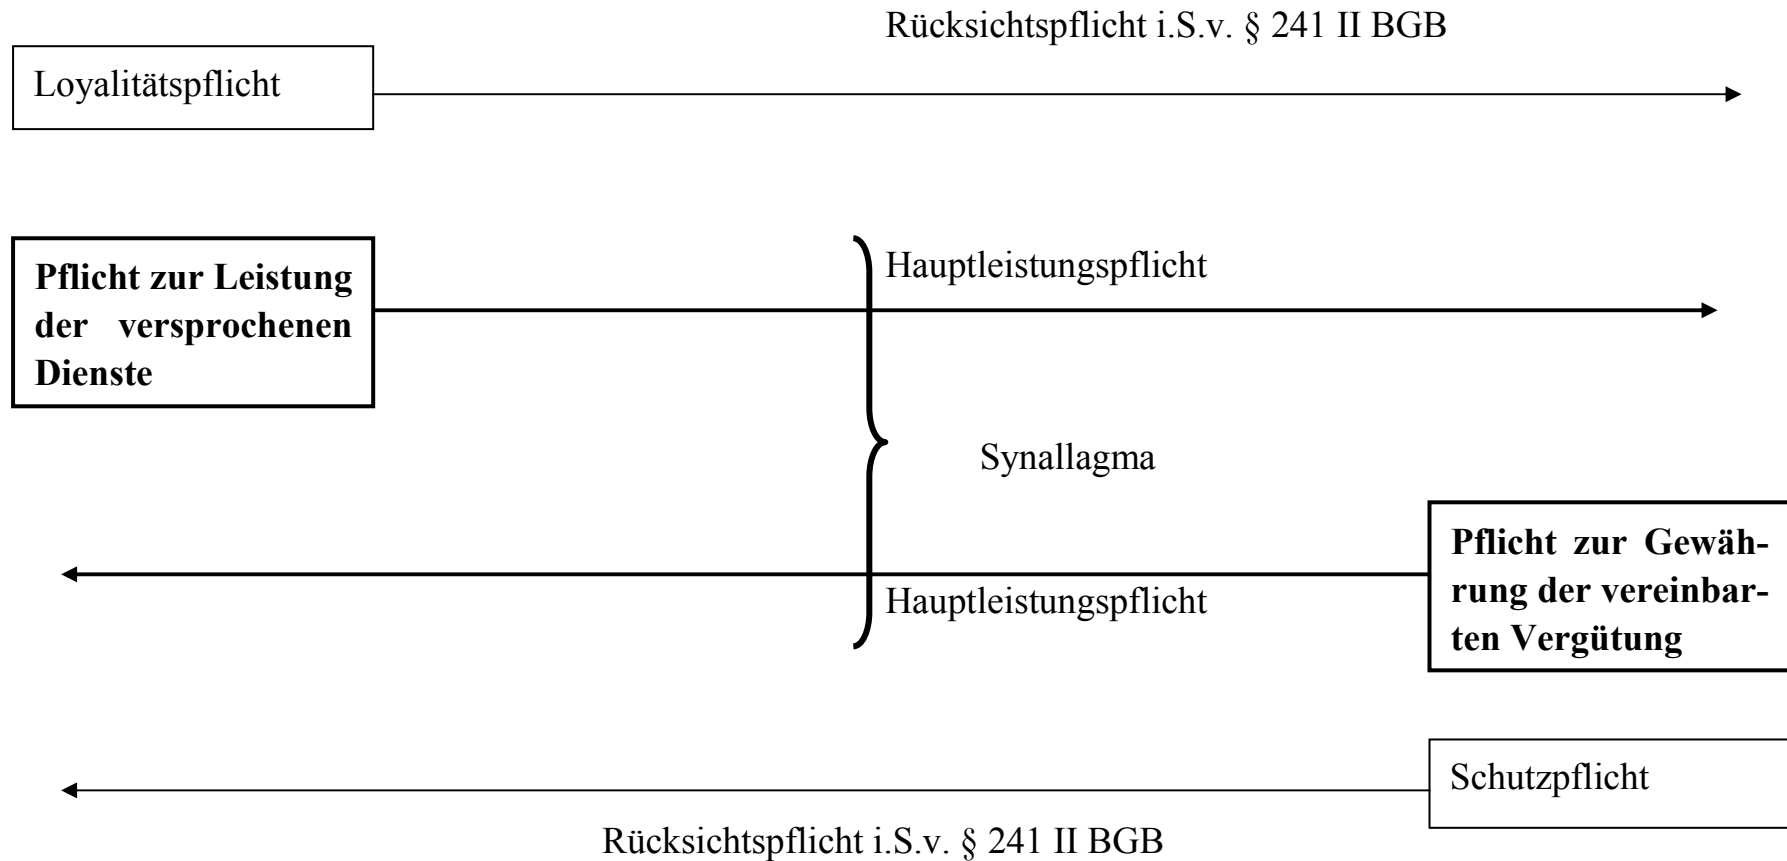 Rücksichtspflicht i.S.v. § 241 II BGB
Loyalitätspflicht
Pflicht zur Leistung
der versprochenen
Dienste
Hauptleistungspflicht
Synallagma
Pflicht zur Gewäh-
rung der vereinbar-
ten Vergütung
Hauptleistungspflicht
Schutzpflicht
Rücksichtspflicht i.S.v. § 241 II BGB